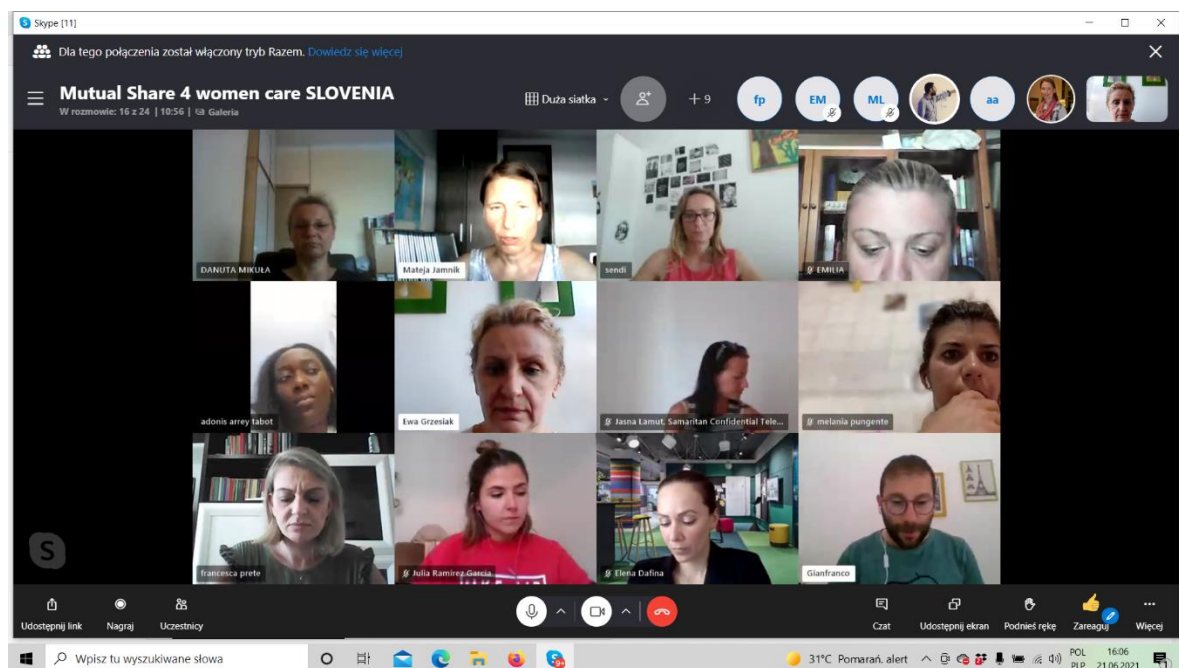 Skype [11]
Dla tego połączenia został włączony tryb Razem. Dowiedz się więcej
Mutual Share 4 women care SLOVENIA
W rozmowie: 16 z 24 | 10:56 | Galeria
Duża siatka
+ 9
fp
EM
ML
aa
DANUTA MIKUŁA
Mateja Jamnik
sendi
EMILIA
adonis arrey tabot
Ewa Grzesiak
Jasna Lamut, Samaritan Confidential Tele...
melania pungente
francesca prete
Julia Ramírez García
Elena Dafina
Gianfranco
S
Udostępnij link
Nagraj
Uczestnicy
Czat
Udostępnij ekran
Podnieś rękę
Zareaguj
Więcej
Wpisz tu wyszukiwane słowa
31°C Pomarań. alert
POL
PLP
16:06
21.06.2021